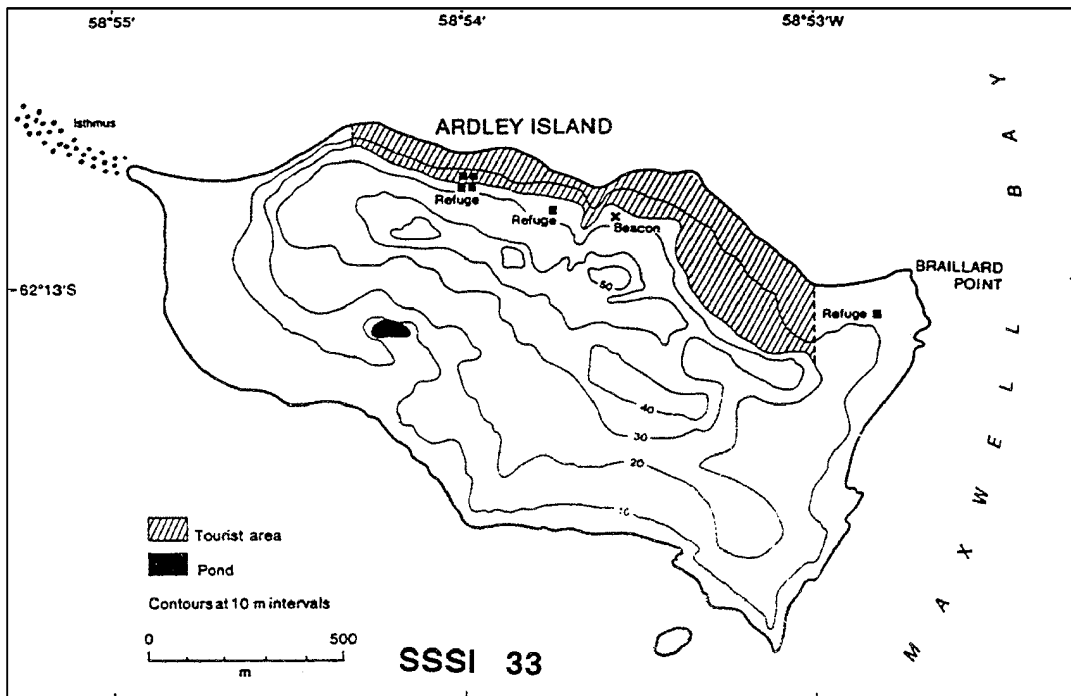 58°55'
58°54'
58°53'W
Isthmus
ARDLEY ISLAND
Refuge
Refuge
Beacon
62°13'S
50
BRAILLARD
POINT
Refuge
40
30
20
10
MAXWELL BAY
Tourist area
Pond
Contours at 10 m intervals
0 500
m
SSSI 33